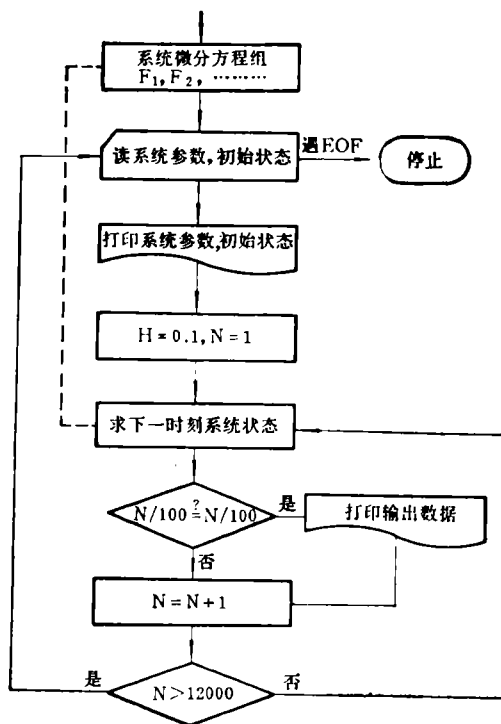 系统微分方程组
F₁,F₂, ………
读系统参数,初始状态
遇EOF
停止
打印系统参数,初始状态
H=0.1,N=1
求下一时刻系统状态
N/100≟N/100
是
打印输出数据
否
N=N+1
是
N>12000
否